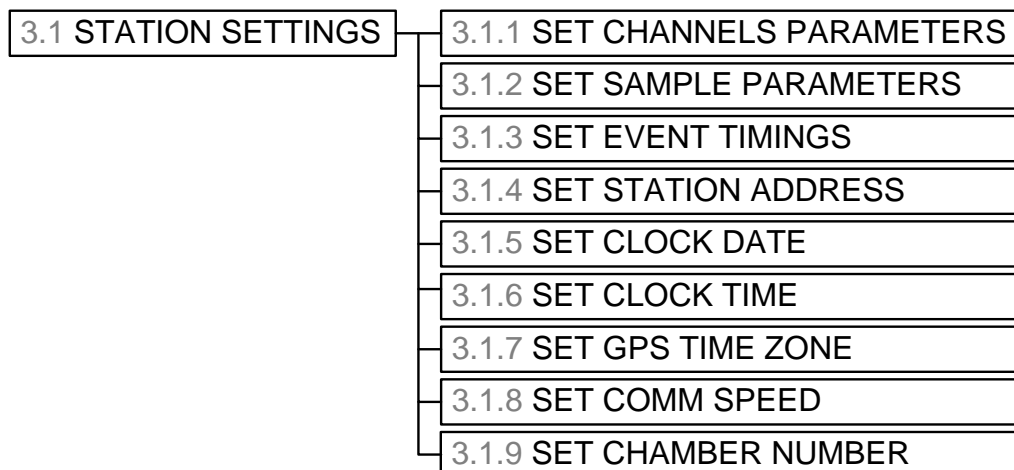 3.1 STATION SETTINGS
3.1.1 SET CHANNELS PARAMETERS
3.1.2 SET SAMPLE PARAMETERS
3.1.3 SET EVENT TIMINGS
3.1.4 SET STATION ADDRESS
3.1.5 SET CLOCK DATE
3.1.6 SET CLOCK TIME
3.1.7 SET GPS TIME ZONE
3.1.8 SET COMM SPEED
3.1.9 SET CHAMBER NUMBER